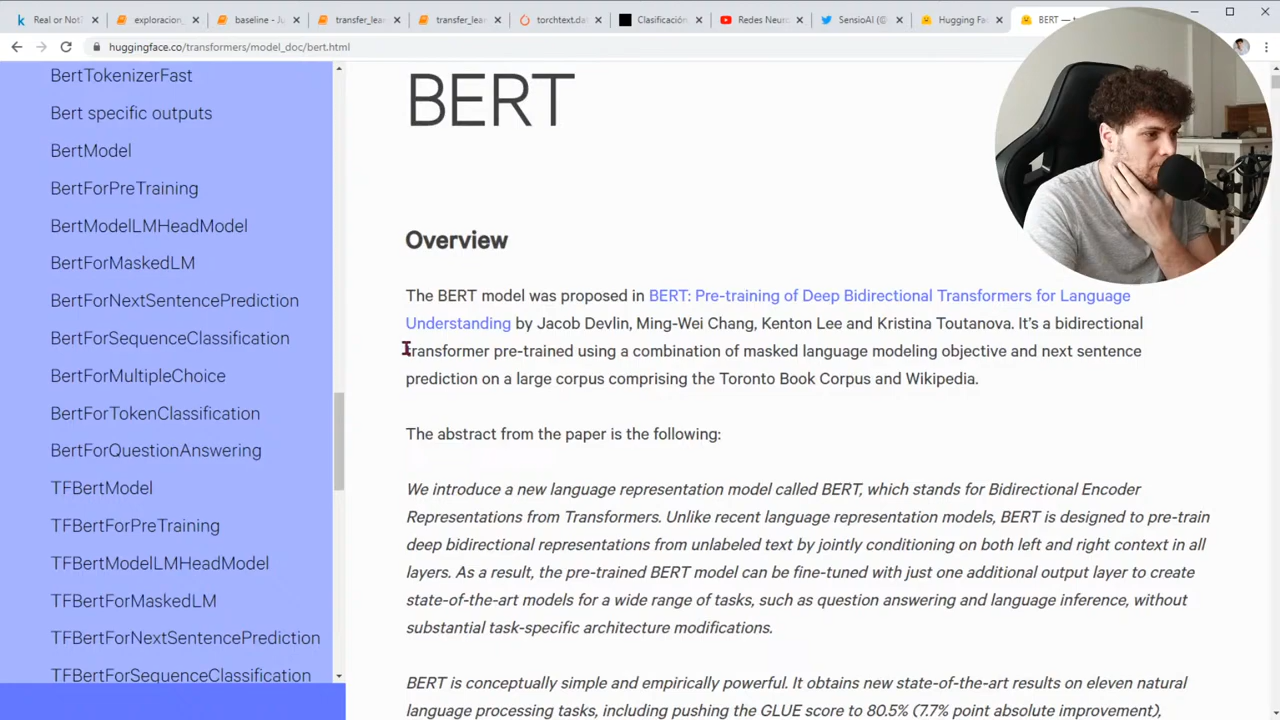 Real or Not?
exploracion_
baseline - Ju
transfer_lea
transfer_lea
torchtext.da
Clasificación
Redes Neuro
SensioAI (@
Hugging Fac
BERT —
huggingface.co/transformers/model_doc/bert.html
BertTokenizerFast
Bert specific outputs
BertModel
BertForPreTraining
BertModelLMHeadModel
BertForMaskedLM
BertForNextSentencePrediction
BertForSequenceClassification
BertForMultipleChoice
BertForTokenClassification
BertForQuestionAnswering
TFBertModel
TFBertForPreTraining
TFBertModelLMHeadModel
TFBertForMaskedLM
TFBertForNextSentencePrediction
TFBertForSequenceClassification
BERT
Overview
The BERT model was proposed in BERT: Pre-training of Deep Bidirectional Transformers for Language
Understanding by Jacob Devlin, Ming-Wei Chang, Kenton Lee and Kristina Toutanova. It's a bidirectional
transformer pre-trained using a combination of masked language modeling objective and next sentence
prediction on a large corpus comprising the Toronto Book Corpus and Wikipedia.
The abstract from the paper is the following:
We introduce a new language representation model called BERT, which stands for Bidirectional Encoder
Representations from Transformers. Unlike recent language representation models, BERT is designed to pre-train
deep bidirectional representations from unlabeled text by jointly conditioning on both left and right context in all
layers. As a result, the pre-trained BERT model can be fine-tuned with just one additional output layer to create
state-of-the-art models for a wide range of tasks, such as question answering and language inference, without
substantial task-specific architecture modifications.
BERT is conceptually simple and empirically powerful. It obtains new state-of-the-art results on eleven natural
language processing tasks, including pushing the GLUE score to 80.5% (7.7% point absolute improvement),